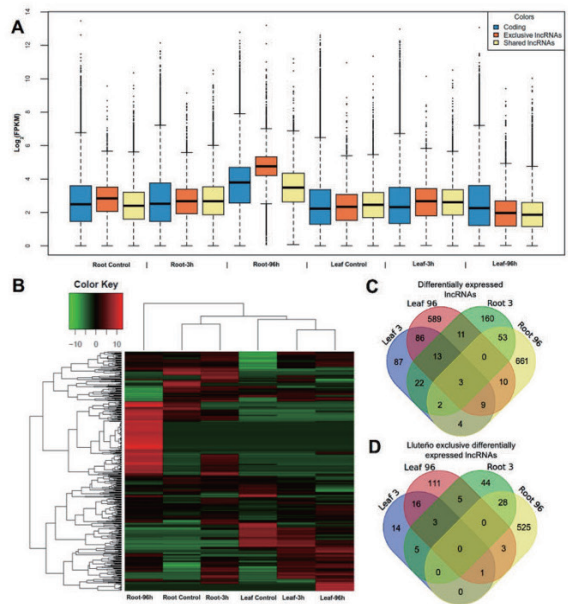 A
Colors
Coding
Exclusive lncRNAs
Shared lncRNAs
Log2(FPKM)
14
12
10
8
6
4
2
0
Root Control | Root-3h | Root-96h | Leaf Control | Leaf-3h | Leaf-96h
B
Color Key
-10 -5 0 5 10
Root-96h Root Control Root-3h Leaf Control Leaf-3h Leaf-96h
C
Differentially expressed
lncRNAs
Leaf 96 Root 3
Leaf 3 Root 96
589 160
86 11 53
87 13 0 661
22 3 10
2 9
4
D
Lluteño exclusive differentially
expressed lncRNAs
Leaf 96 Root 3
Leaf 3 Root 96
111 44
16 5 28
14 3 0 525
5 0 3
0 1
0